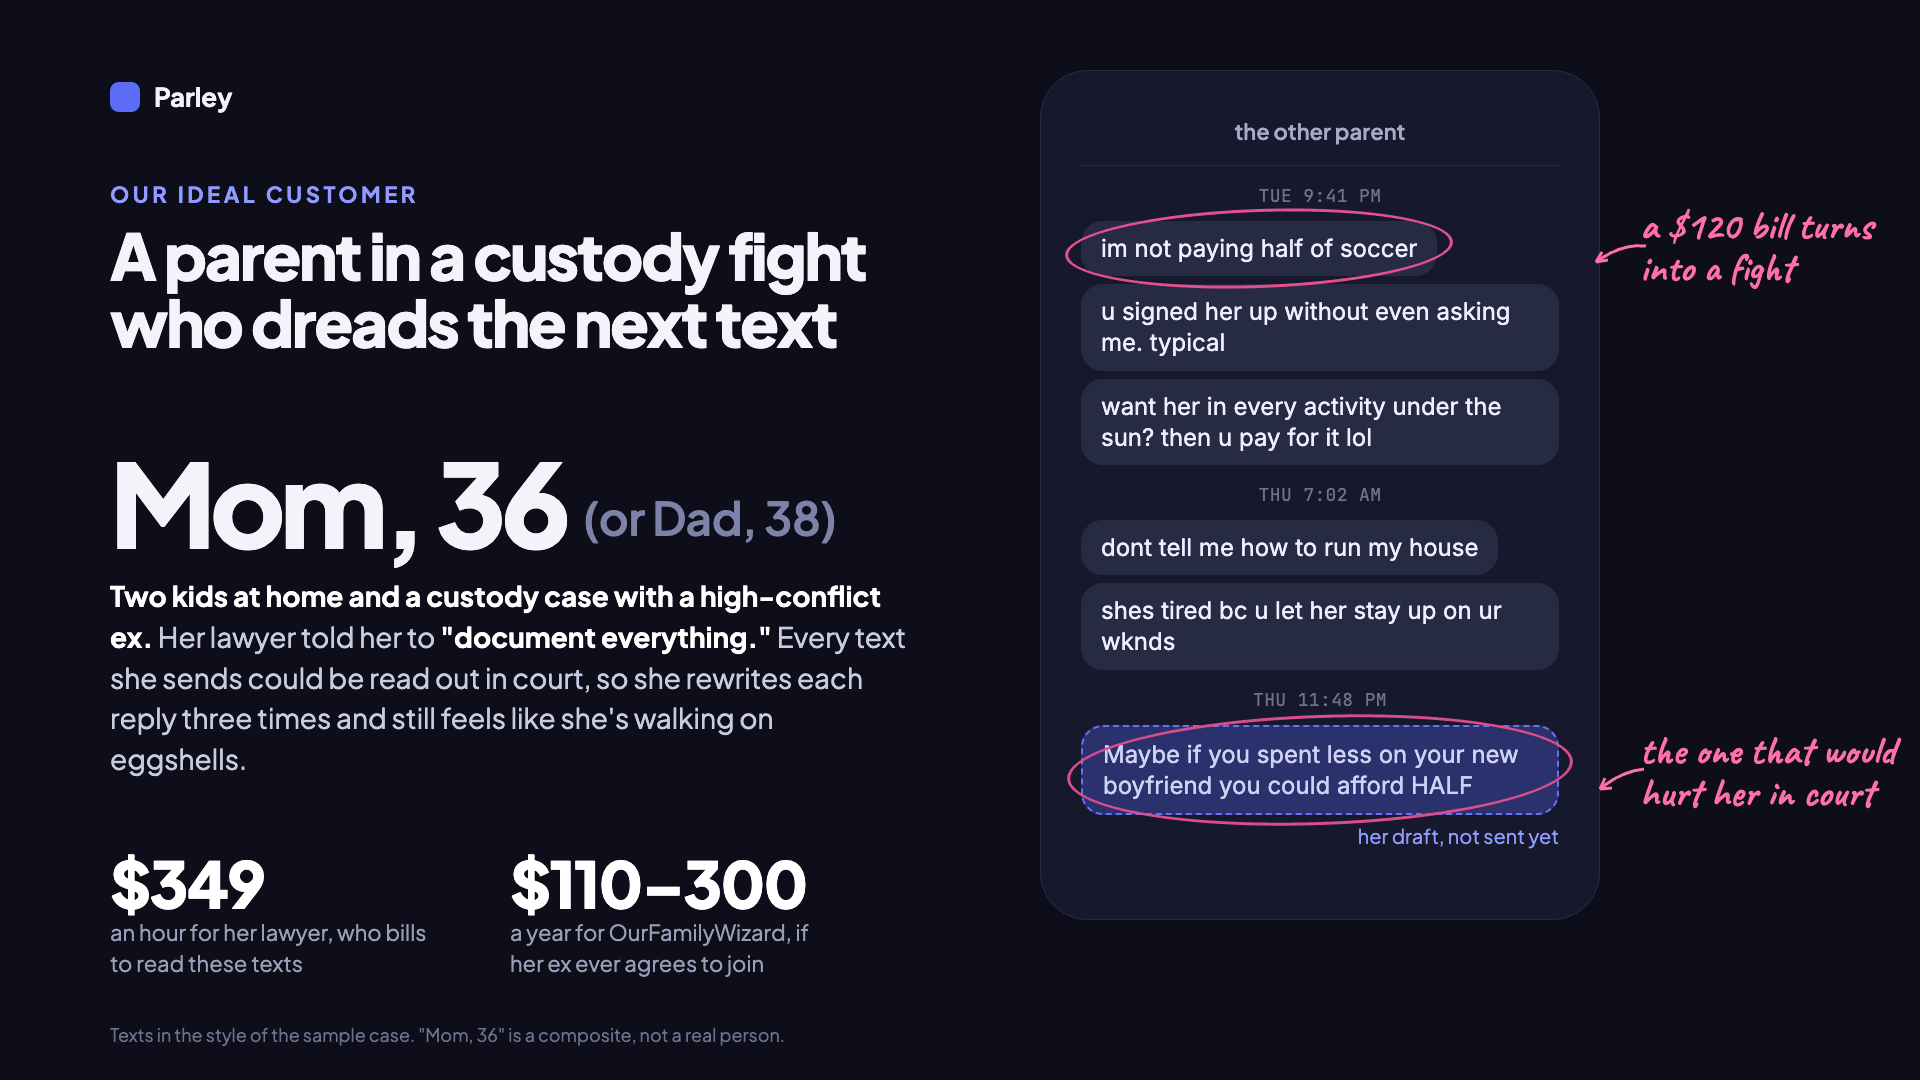 Parley
OUR IDEAL CUSTOMER
A parent in a custody fight
who dreads the next text
Mom, 36 (or Dad, 38)
Two kids at home and a custody case with a high-conflict
ex. Her lawyer told her to "document everything." Every text
she sends could be read out in court, so she rewrites each
reply three times and still feels like she's walking on
eggshells.
$349
an hour for her lawyer, who bills
to read these texts
$110–300
a year for OurFamilyWizard, if
her ex ever agrees to join
Texts in the style of the sample case. "Mom, 36" is a composite, not a real person.
the other parent
TUE 9:41 PM
im not paying half of soccer
u signed her up without even asking
me. typical
want her in every activity under the
sun? then u pay for it lol
THU 7:02 AM
dont tell me how to run my house
shes tired bc u let her stay up on ur
wknds
THU 11:48 PM
Maybe if you spent less on your new
boyfriend you could afford HALF
her draft, not sent yet
a $120 bill turns
into a fight
the one that would
hurt her in court